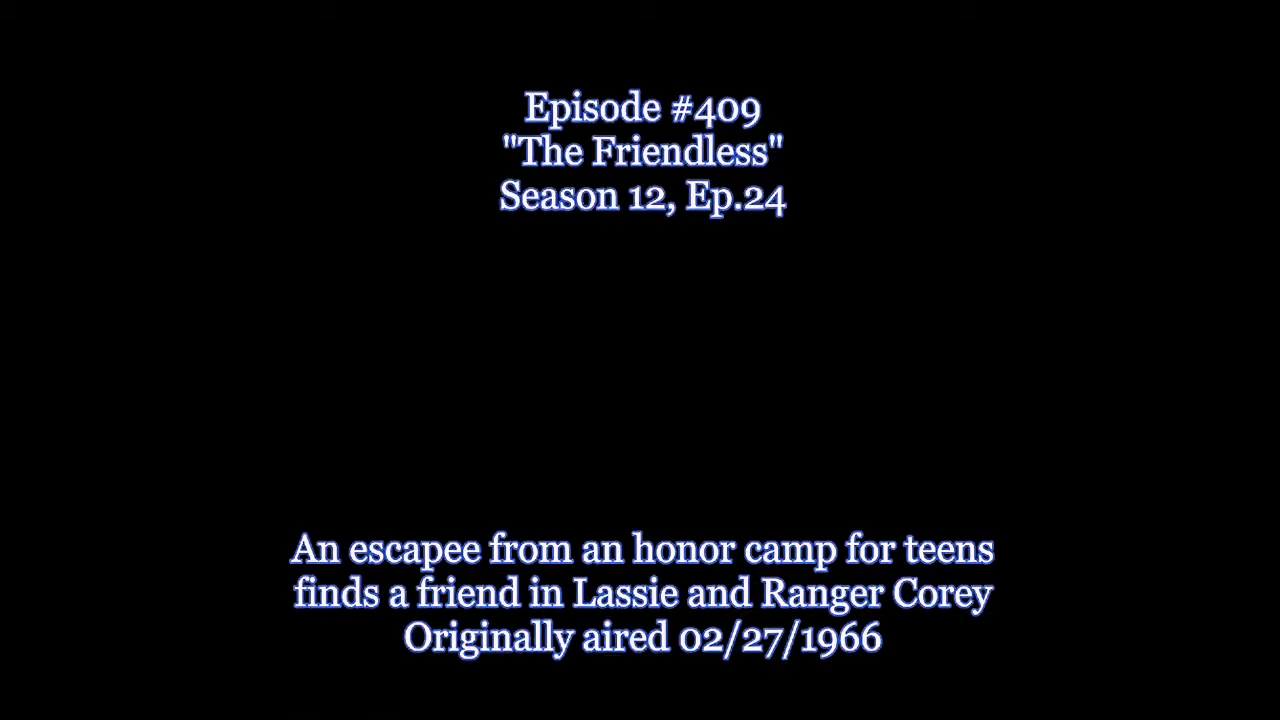 Episode #409
"The Friendless"
Season 12, Ep.24
An escapee from an honor camp for teens
finds a friend in Lassie and Ranger Corey
Originally aired 02/27/1966